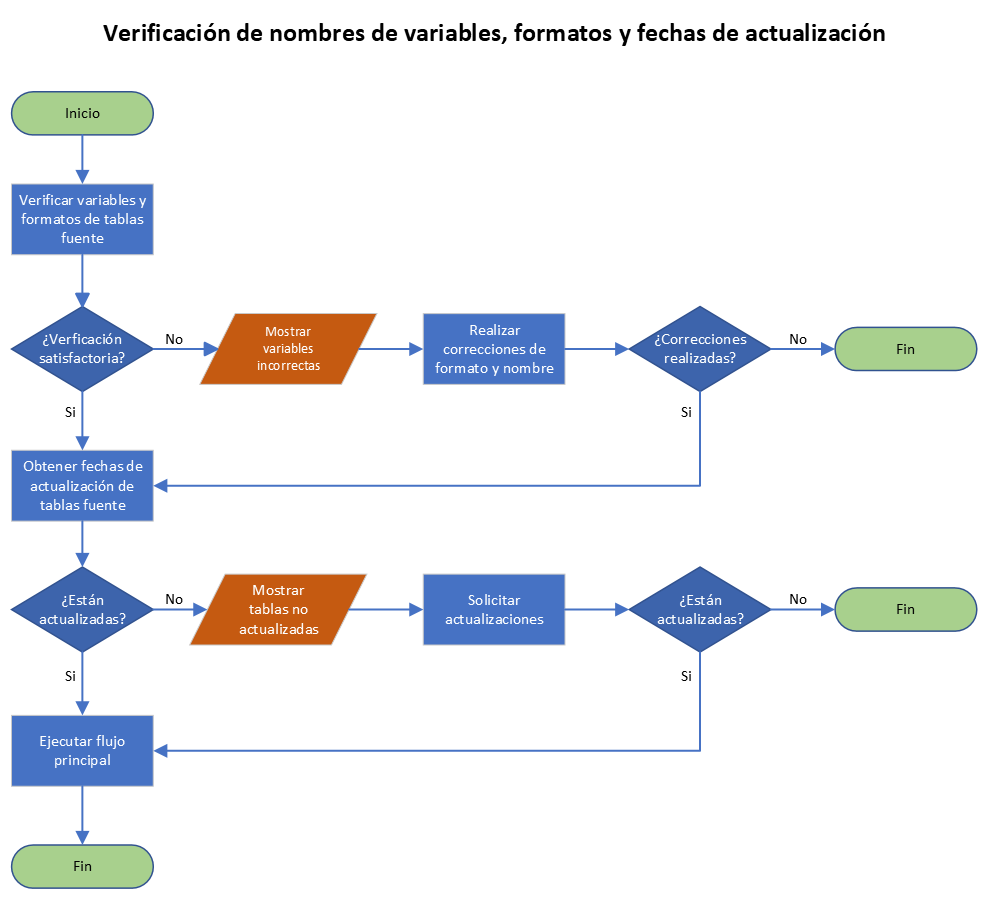 Verificación de nombres de variables, formatos y fechas de actualización
Inicio
Verificar variables y
formatos de tablas
fuente
¿Verficación
satisfactoria?
No
Mostrar
variables
incorrectas
Realizar
correcciones de
formato y nombre
¿Correcciones
realizadas?
No
Fin
Si
Si
Obtener fechas de
actualización de
tablas fuente
¿Están
actualizadas?
No
Mostrar
tablas no
actualizadas
Solicitar
actualizaciones
¿Están
actualizadas?
No
Fin
Si
Si
Ejecutar flujo
principal
Fin